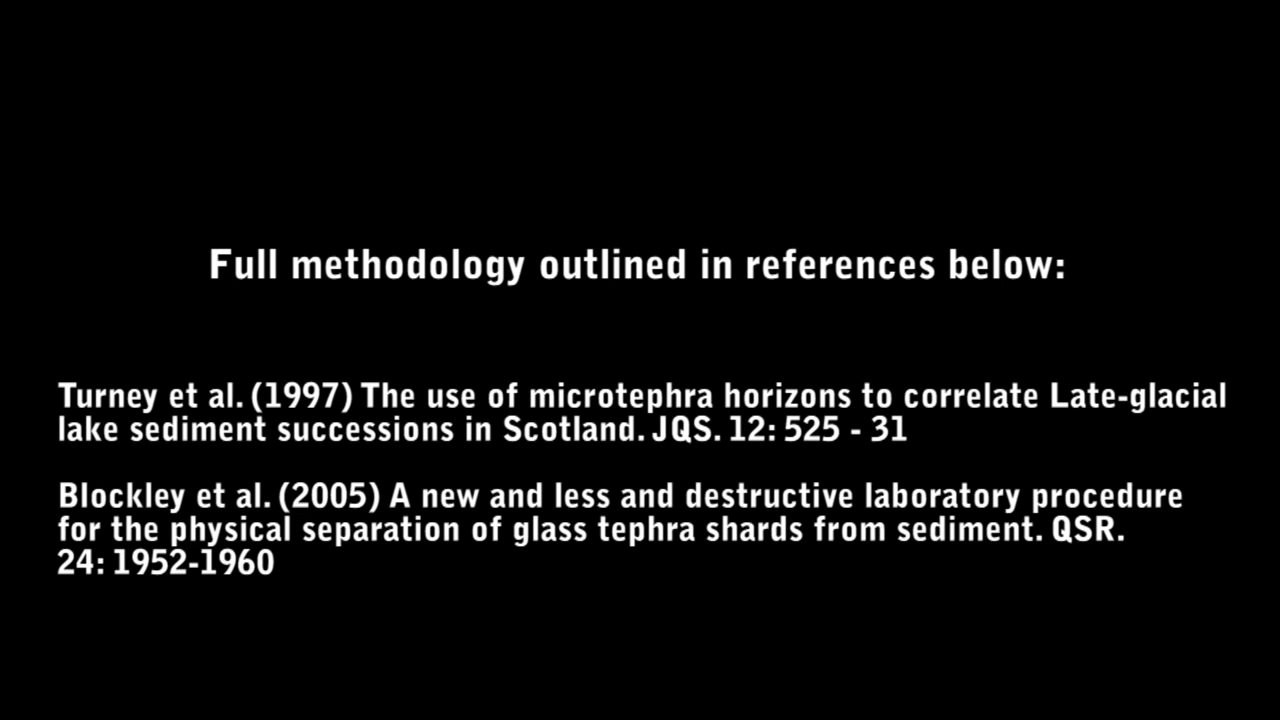 Full methodology outlined in references below:
Turney et al. (1997) The use of microtephra horizons to correlate Late-glacial
lake sediment successions in Scotland. JQS. 12: 525 - 31
Blockley et al. (2005) A new and less and destructive laboratory procedure
for the physical separation of glass tephra shards from sediment. QSR.
24: 1952-1960